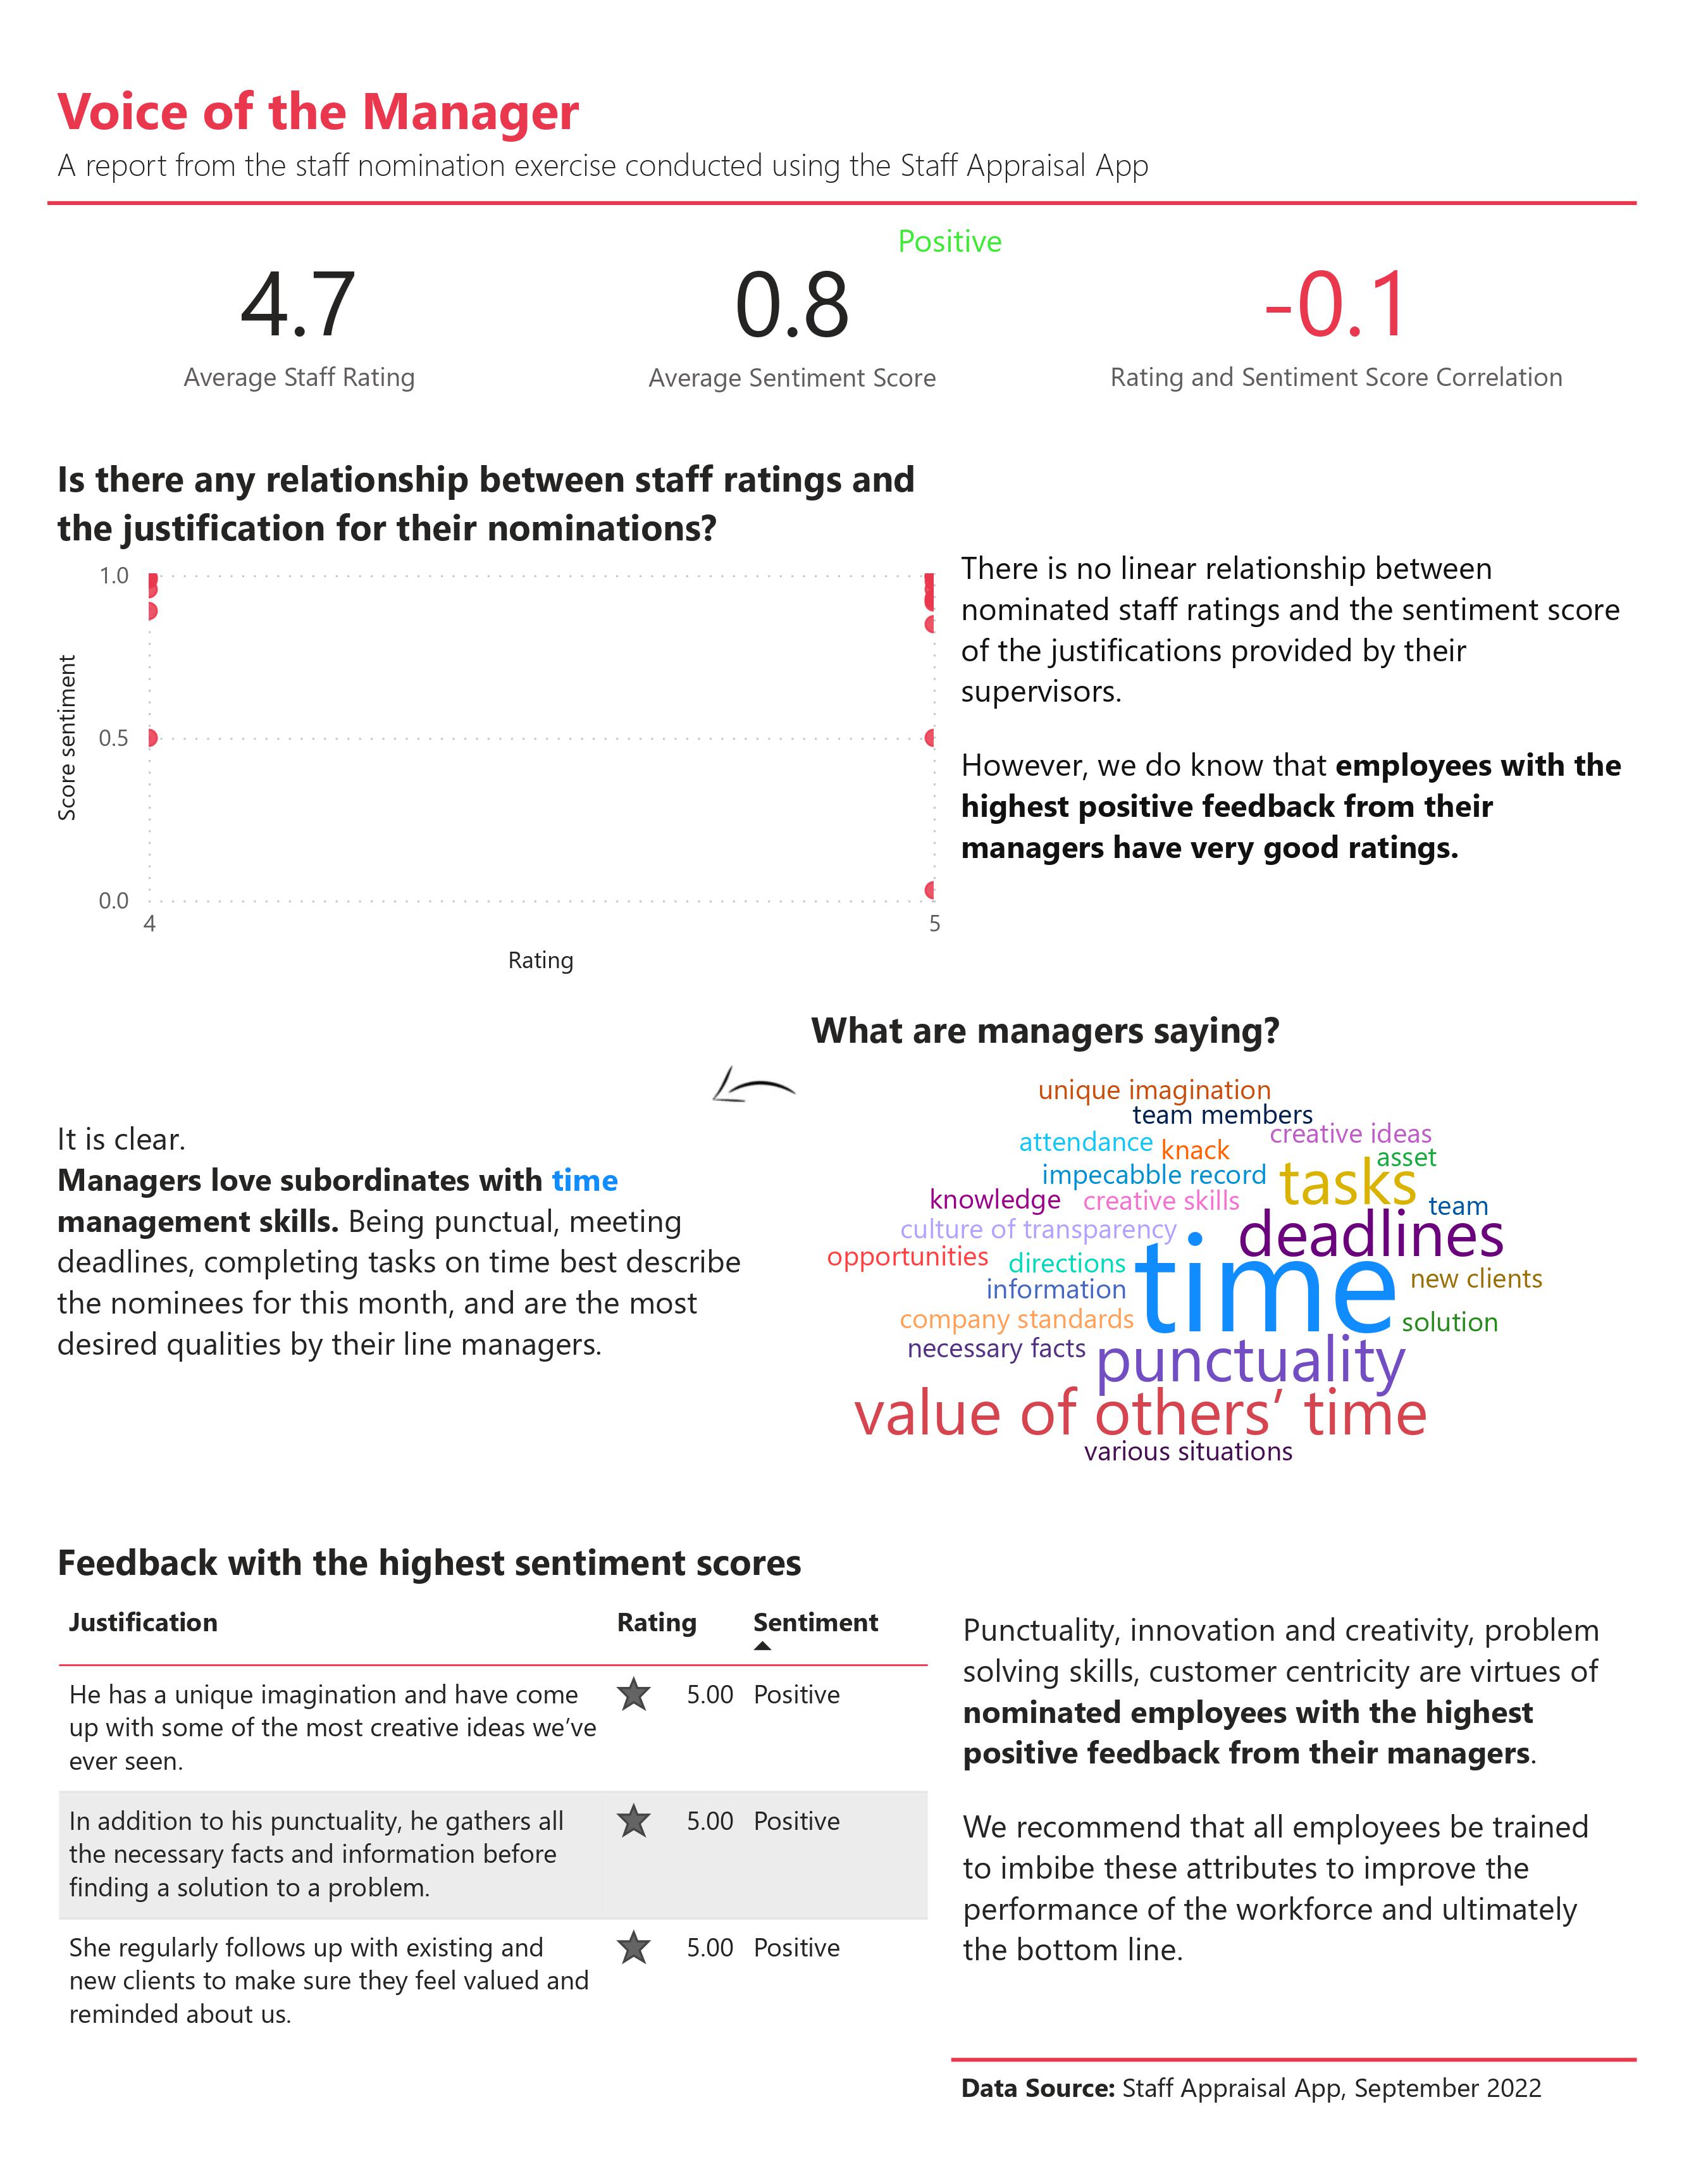 Voice of the Manager
A report from the staff nomination exercise conducted using the Staff Appraisal App
Positive
4.7
0.8
-0.1
Average Staff Rating
Average Sentiment Score
Rating and Sentiment Score Correlation
Is there any relationship between staff ratings and
the justification for their nominations?
1.0
0.5
0.0
Score sentiment
4
5
Rating
There is no linear relationship between
nominated staff ratings and the sentiment score
of the justifications provided by their
supervisors.
However, we do know that employees with the
highest positive feedback from their
managers have very good ratings.
What are managers saying?
It is clear.
Managers love subordinates with time
management skills. Being punctual, meeting
deadlines, completing tasks on time best describe
the nominees for this month, and are the most
desired qualities by their line managers.
unique imagination
team members
attendance
knack
creative ideas
asset
impecabble record
tasks
knowledge
creative skills
team
culture of transparency
deadlines
opportunities
directions
time
new clients
information
company standards
solution
necessary facts
punctuality
value of others’ time
various situations
Feedback with the highest sentiment scores
Justification Rating Sentiment
He has a unique imagination and have come
up with some of the most creative ideas we’ve
ever seen.
5.00 Positive
In addition to his punctuality, he gathers all
the necessary facts and information before
finding a solution to a problem.
5.00 Positive
She regularly follows up with existing and
new clients to make sure they feel valued and
reminded about us.
5.00 Positive
Punctuality, innovation and creativity, problem
solving skills, customer centricity are virtues of
nominated employees with the highest
positive feedback from their managers.
We recommend that all employees be trained
to imbibe these attributes to improve the
performance of the workforce and ultimately
the bottom line.
Data Source: Staff Appraisal App, September 2022